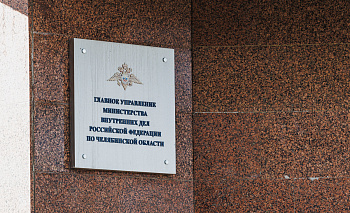 ГЛАВНОЕ УПРАВЛЕНИЕ
МИНИСТЕРСТВА
ВНУТРЕННИХ ДЕЛ
РОССИЙСКОЙ ФЕДЕРАЦИИ
ПО ЧЕЛЯБИНСКОЙ ОБЛАСТИ